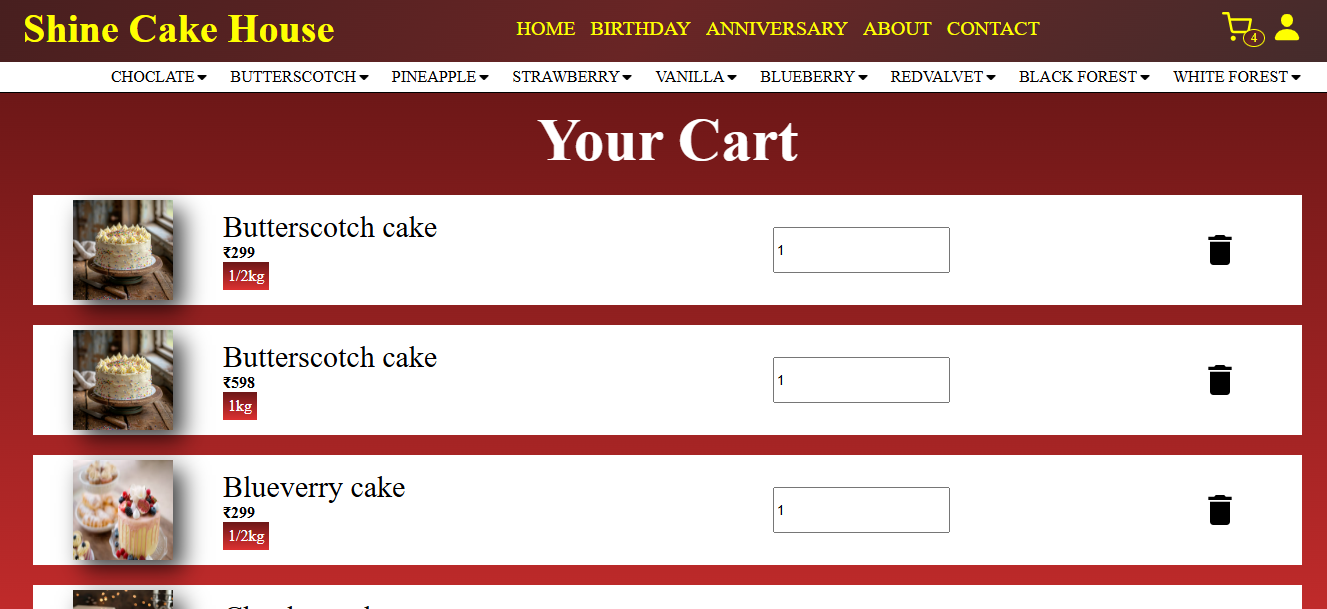 Shine Cake House HOME BIRTHDAY ANNIVERSARY ABOUT CONTACT 4
CHOCLATE BUTTERSCOTCH PINEAPPLE STRAWBERRY VANILLA BLUEBERRY REDVALVET BLACK FOREST WHITE FOREST
Your Cart
Butterscotch cake
₹299
1/2kg
1
Butterscotch cake
₹598
1kg
1
Blueverry cake
₹299
1/2kg
1